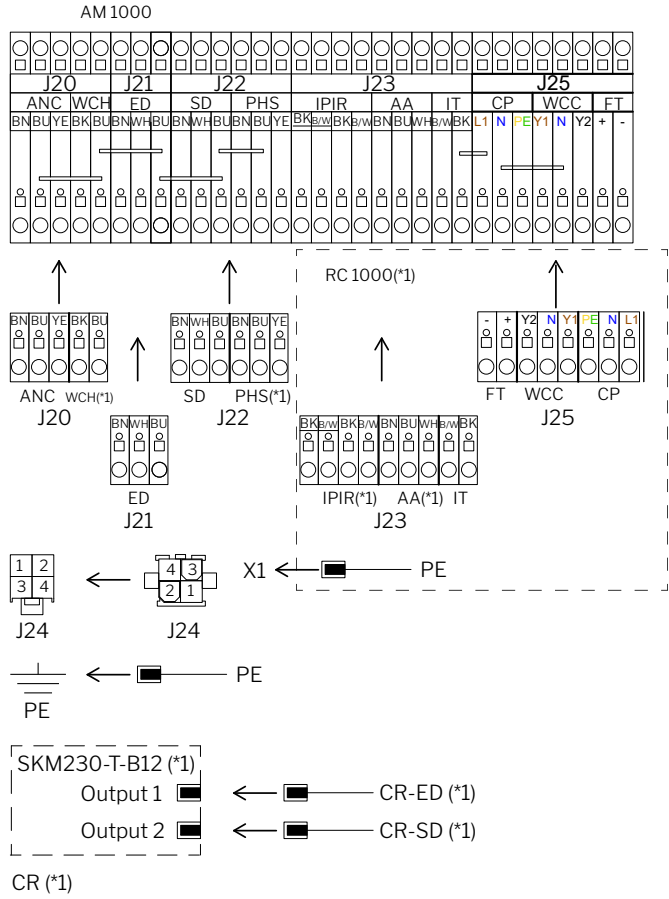 AM 1000
J20 J21 J22 J23 J25
ANC WCH ED SD PHS IPIR AA IT CP WCC FT
BN BU YE BK BU BN WH BU BN WH BU BN BU YE BK B/W BK B/W BN BU WH B/W BK L1 N PE Y1 N Y2 + -
RC 1000(*1)
BN BU YE BK BU
ANC WCH(*1)
J20
BN WH BU BN BU YE
SD PHS(*1)
J22
- + Y2 N Y1 PE N L1
FT WCC CP
J25
BN WH BU
ED
J21
BK B/W BK B/W BN BU WH B/W BK
IPIR(*1) AA(*1) IT
J23
1 2
3 4
J24
4 3
2 1
J24
X1 PE
PE
PE
SKM230-T-B12 (*1)
Output 1 CR-ED (*1)
Output 2 CR-SD (*1)
CR (*1)